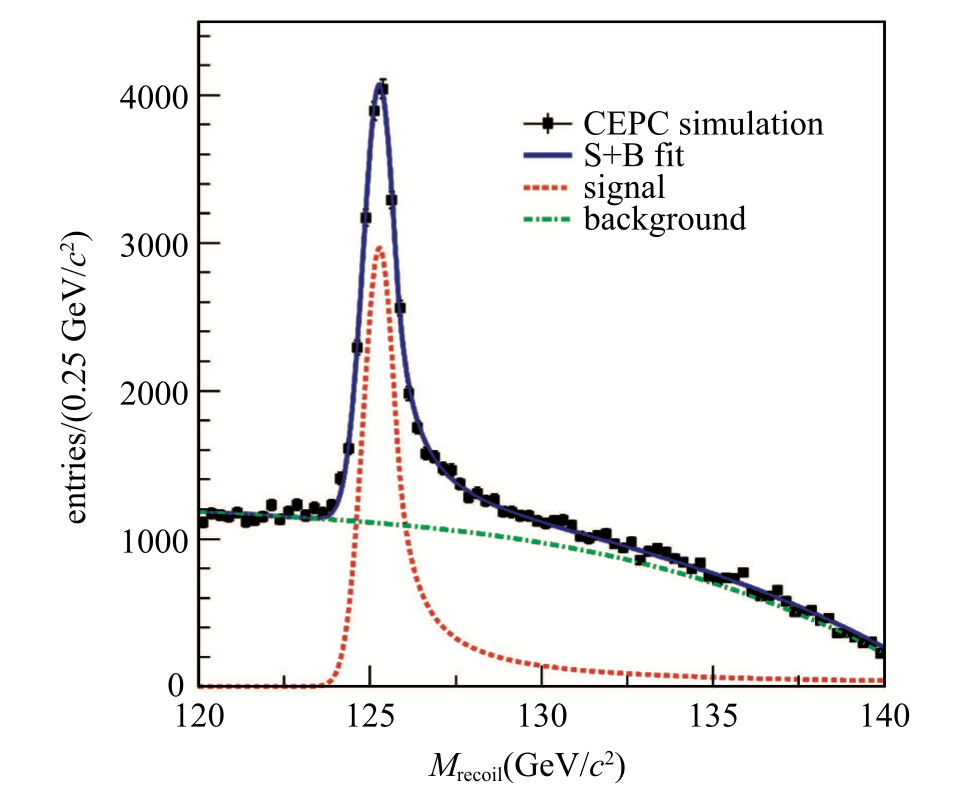 4000
3000
2000
1000
0
entries/(0.25 GeV/c²)
CEPC simulation
S+B fit
signal
background
120 125 130 135 140
M_recoil(GeV/c²)